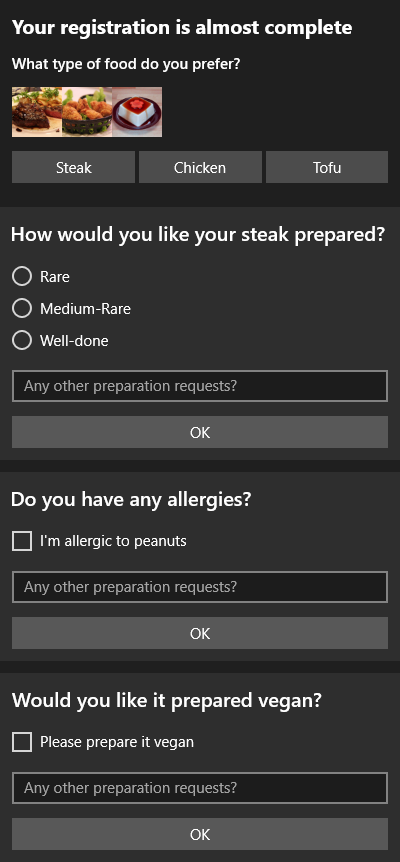 Your registration is almost complete
What type of food do you prefer?
Steak
Chicken
Tofu
How would you like your steak prepared?
Rare
Medium-Rare
Well-done
Any other preparation requests?
OK
Do you have any allergies?
I'm allergic to peanuts
Any other preparation requests?
OK
Would you like it prepared vegan?
Please prepare it vegan
Any other preparation requests?
OK